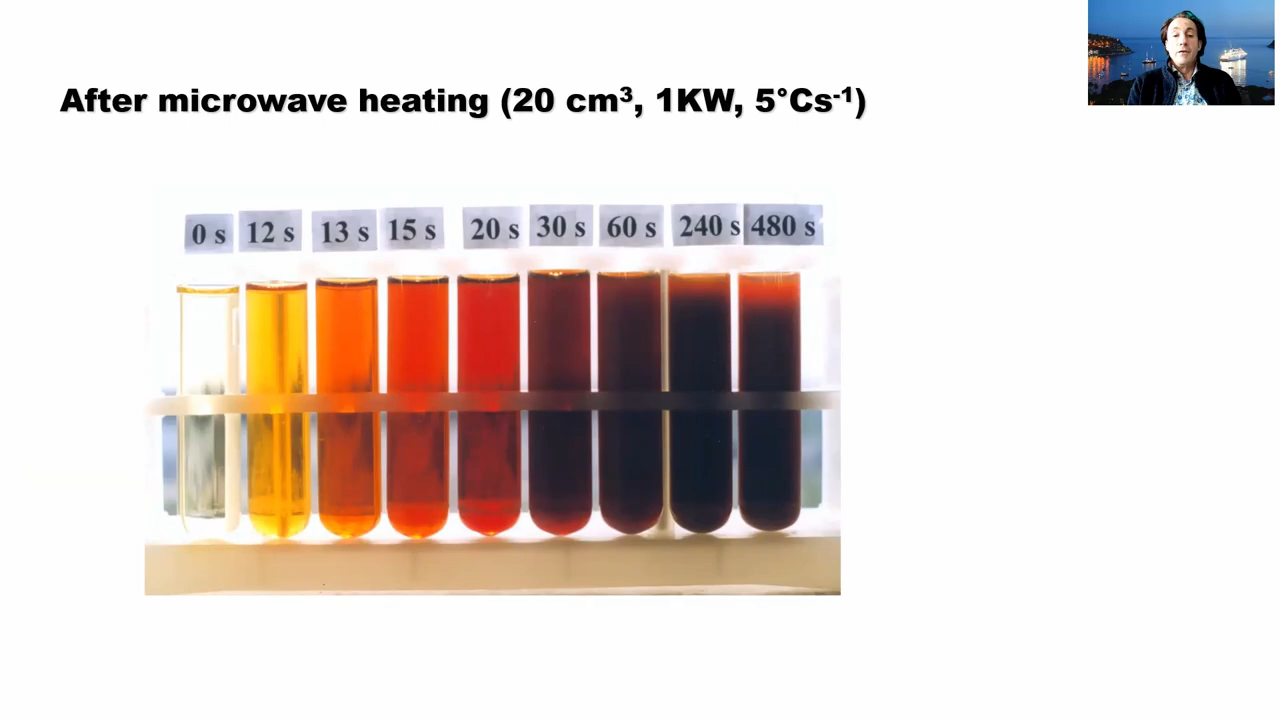 After microwave heating (20 cm³, 1KW, 5°Cs⁻¹)
0 s 12 s 13 s 15 s 20 s 30 s 60 s 240 s 480 s